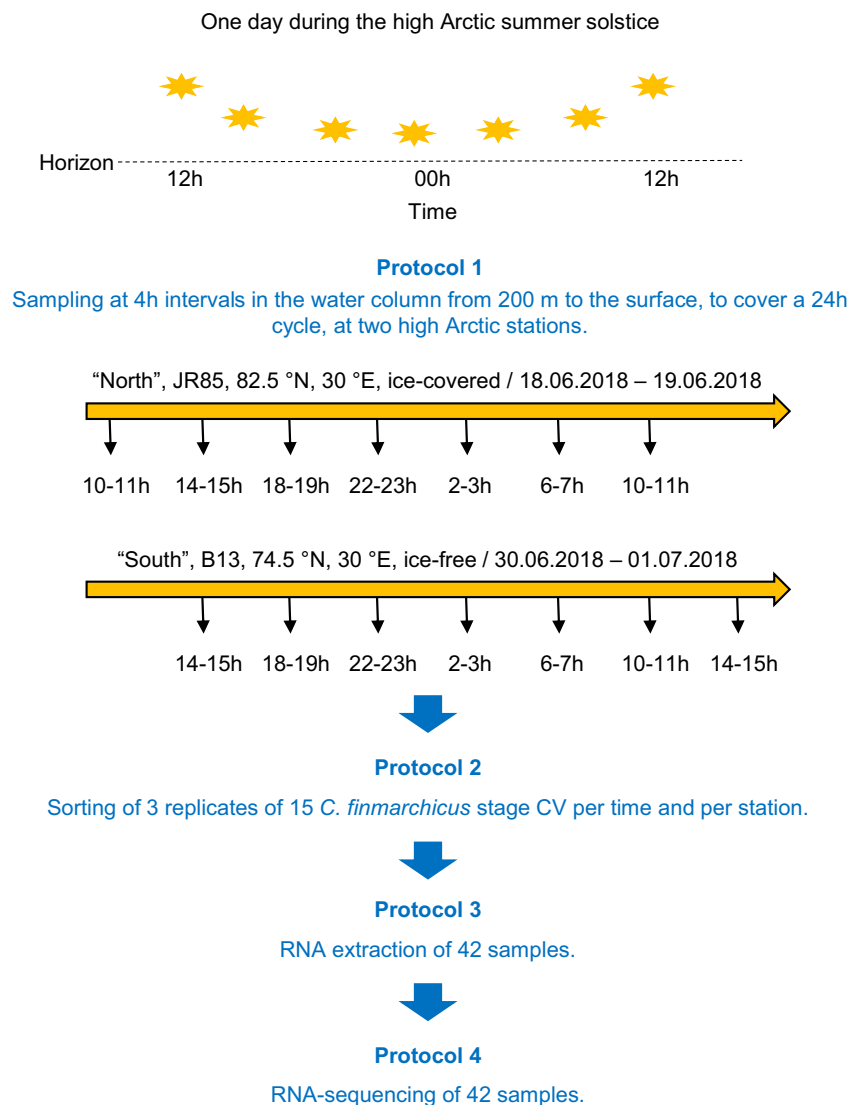 One day during the high Arctic summer solstice
Horizon
12h 00h 12h
Time
Protocol 1
Sampling at 4h intervals in the water column from 200 m to the surface, to cover a 24h
cycle, at two high Arctic stations.
“North”, JR85, 82.5 °N, 30 °E, ice-covered / 18.06.2018 – 19.06.2018
10-11h 14-15h 18-19h 22-23h 2-3h 6-7h 10-11h
“South”, B13, 74.5 °N, 30 °E, ice-free / 30.06.2018 – 01.07.2018
14-15h 18-19h 22-23h 2-3h 6-7h 10-11h 14-15h
Protocol 2
Sorting of 3 replicates of 15 C. finmarchicus stage CV per time and per station.
Protocol 3
RNA extraction of 42 samples.
Protocol 4
RNA-sequencing of 42 samples.